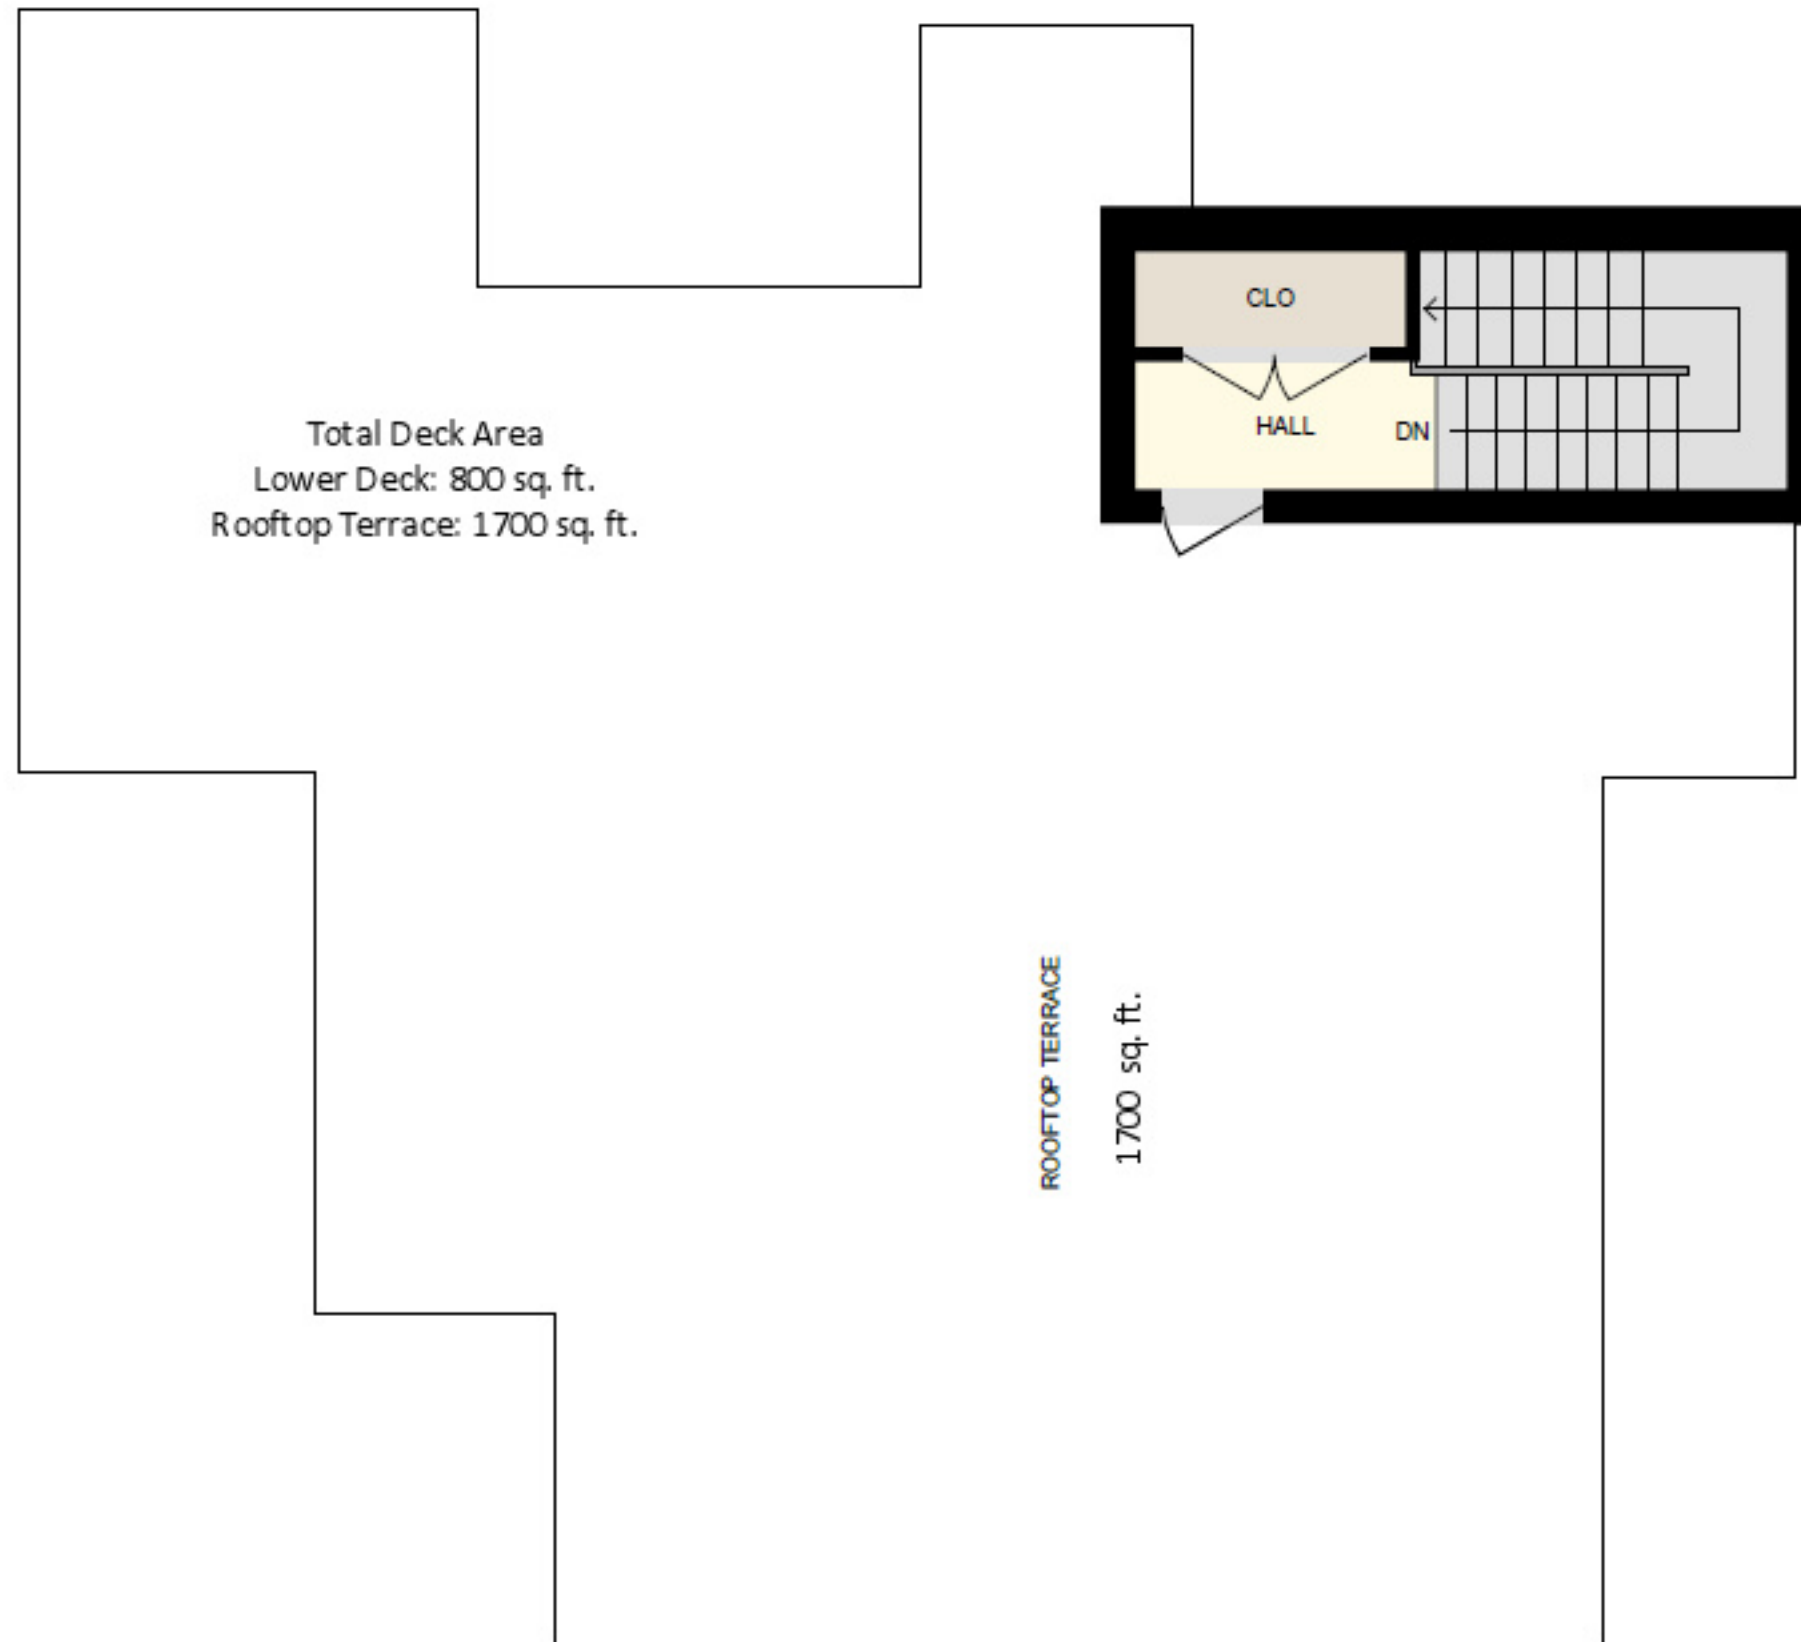 CLO
HALL
DN
Total Deck Area
Lower Deck: 800 sq. ft.
Rooftop Terrace: 1700 sq. ft.
ROOFTOP TERRACE
1700 sq. ft.